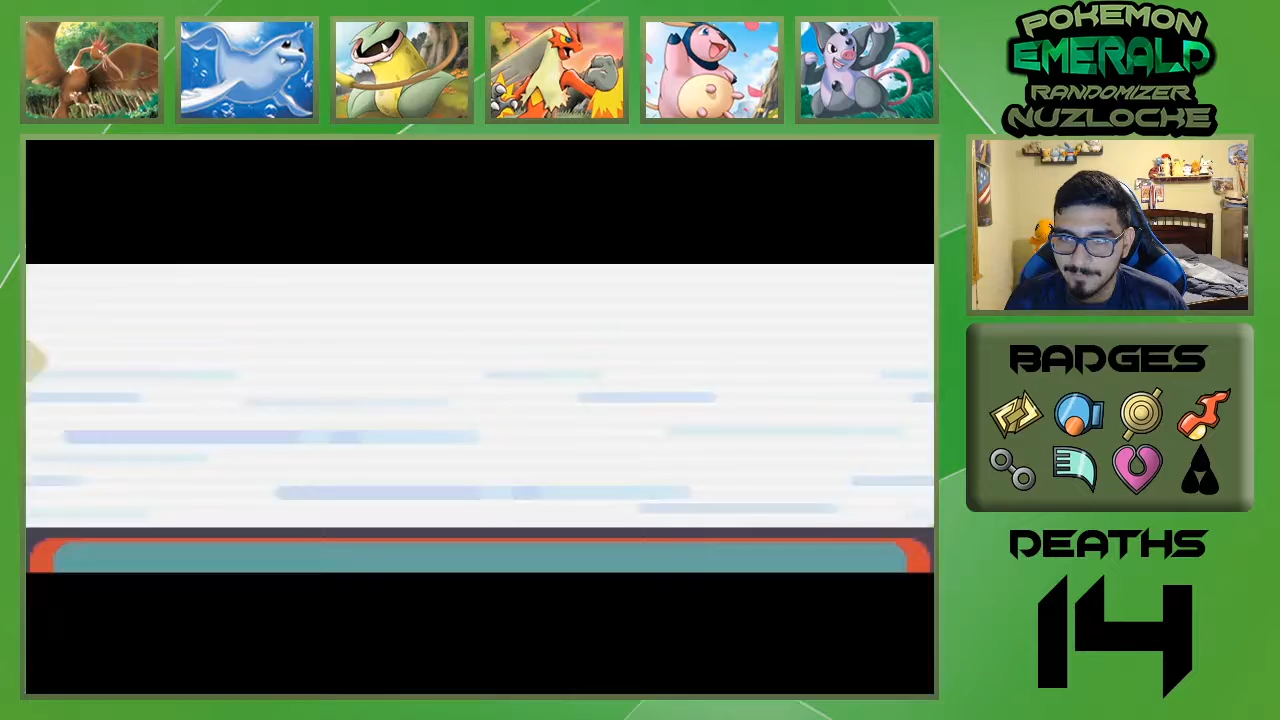 POKEMON
EMERALD
RANDOMIZER
NUZLOCKE
BADGES
DEATHS
14